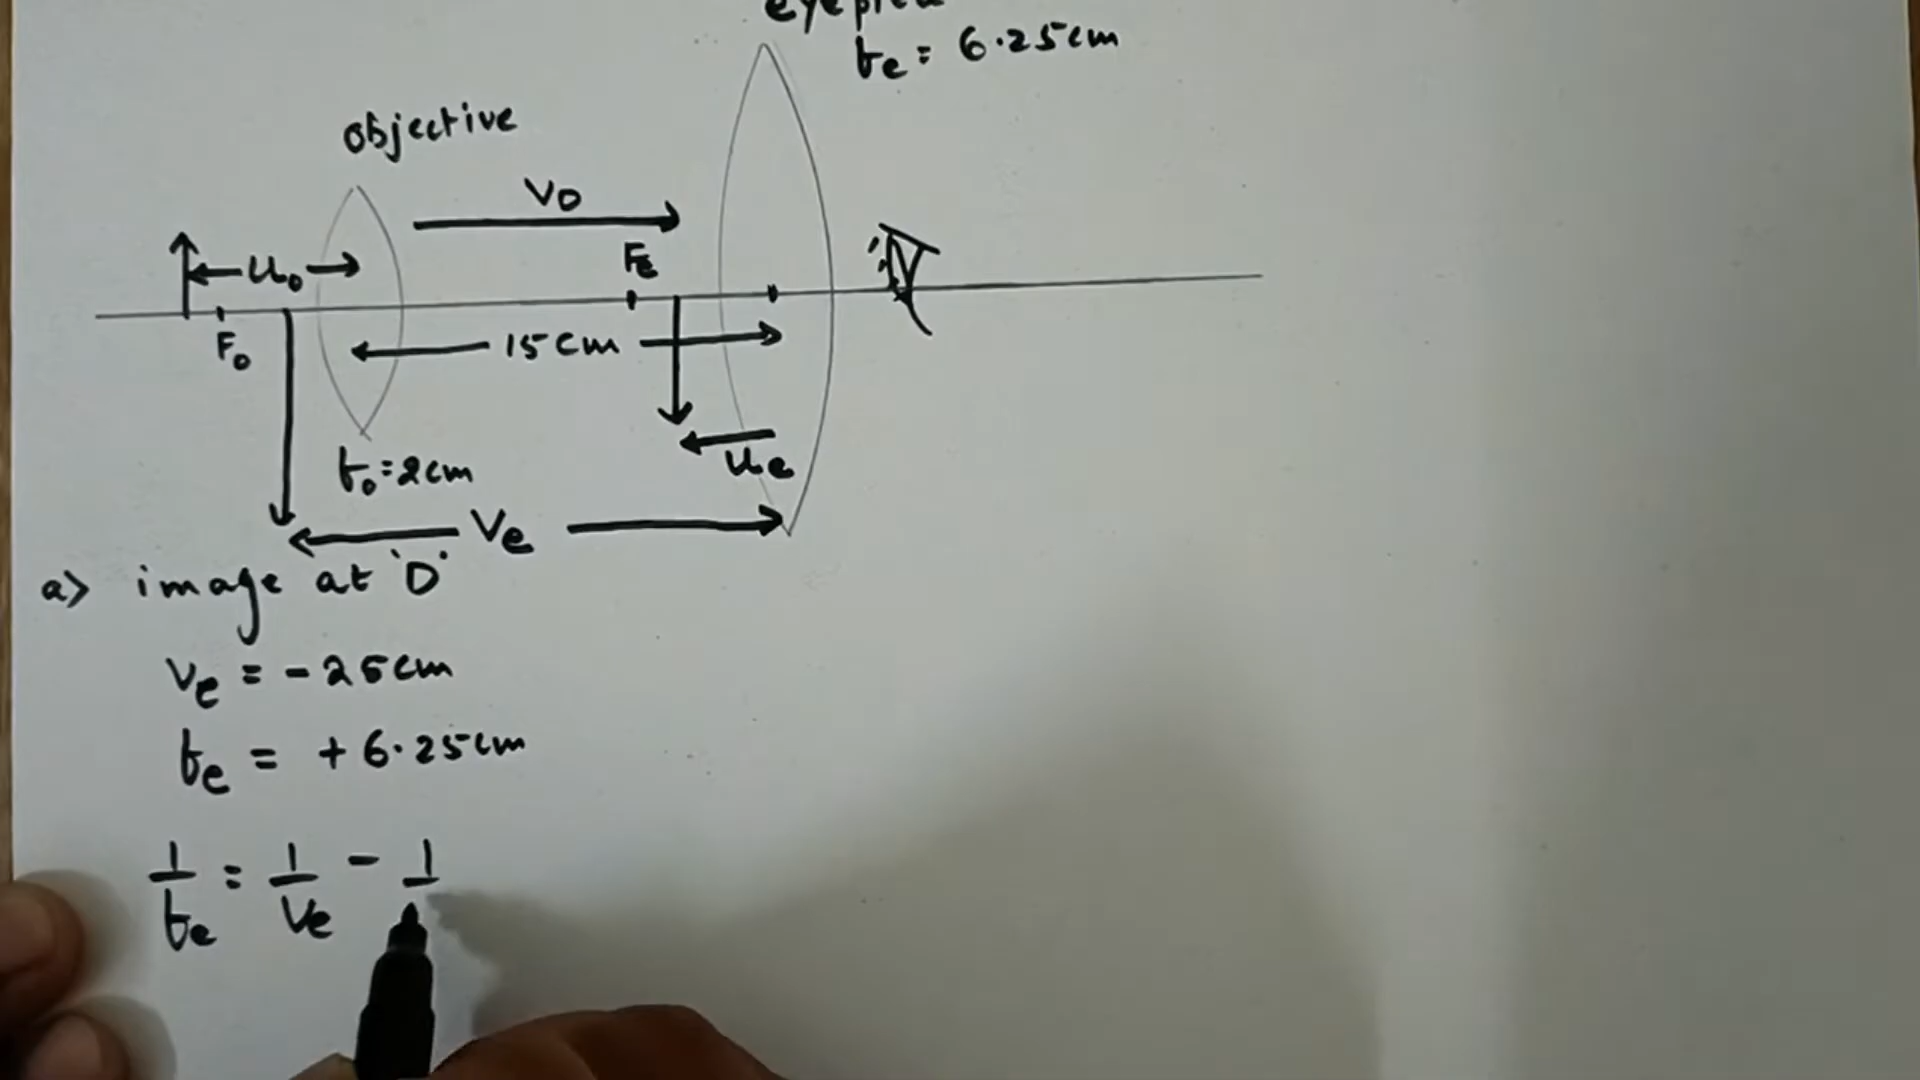 fe = 6.25cm
objective
VO
FE
uo
Fo
15cm
ue
fo=2cm
Ve
a) image at 'D'
ve = -25cm
fe = +6.25cm
1/fe = 1/Ve - 1